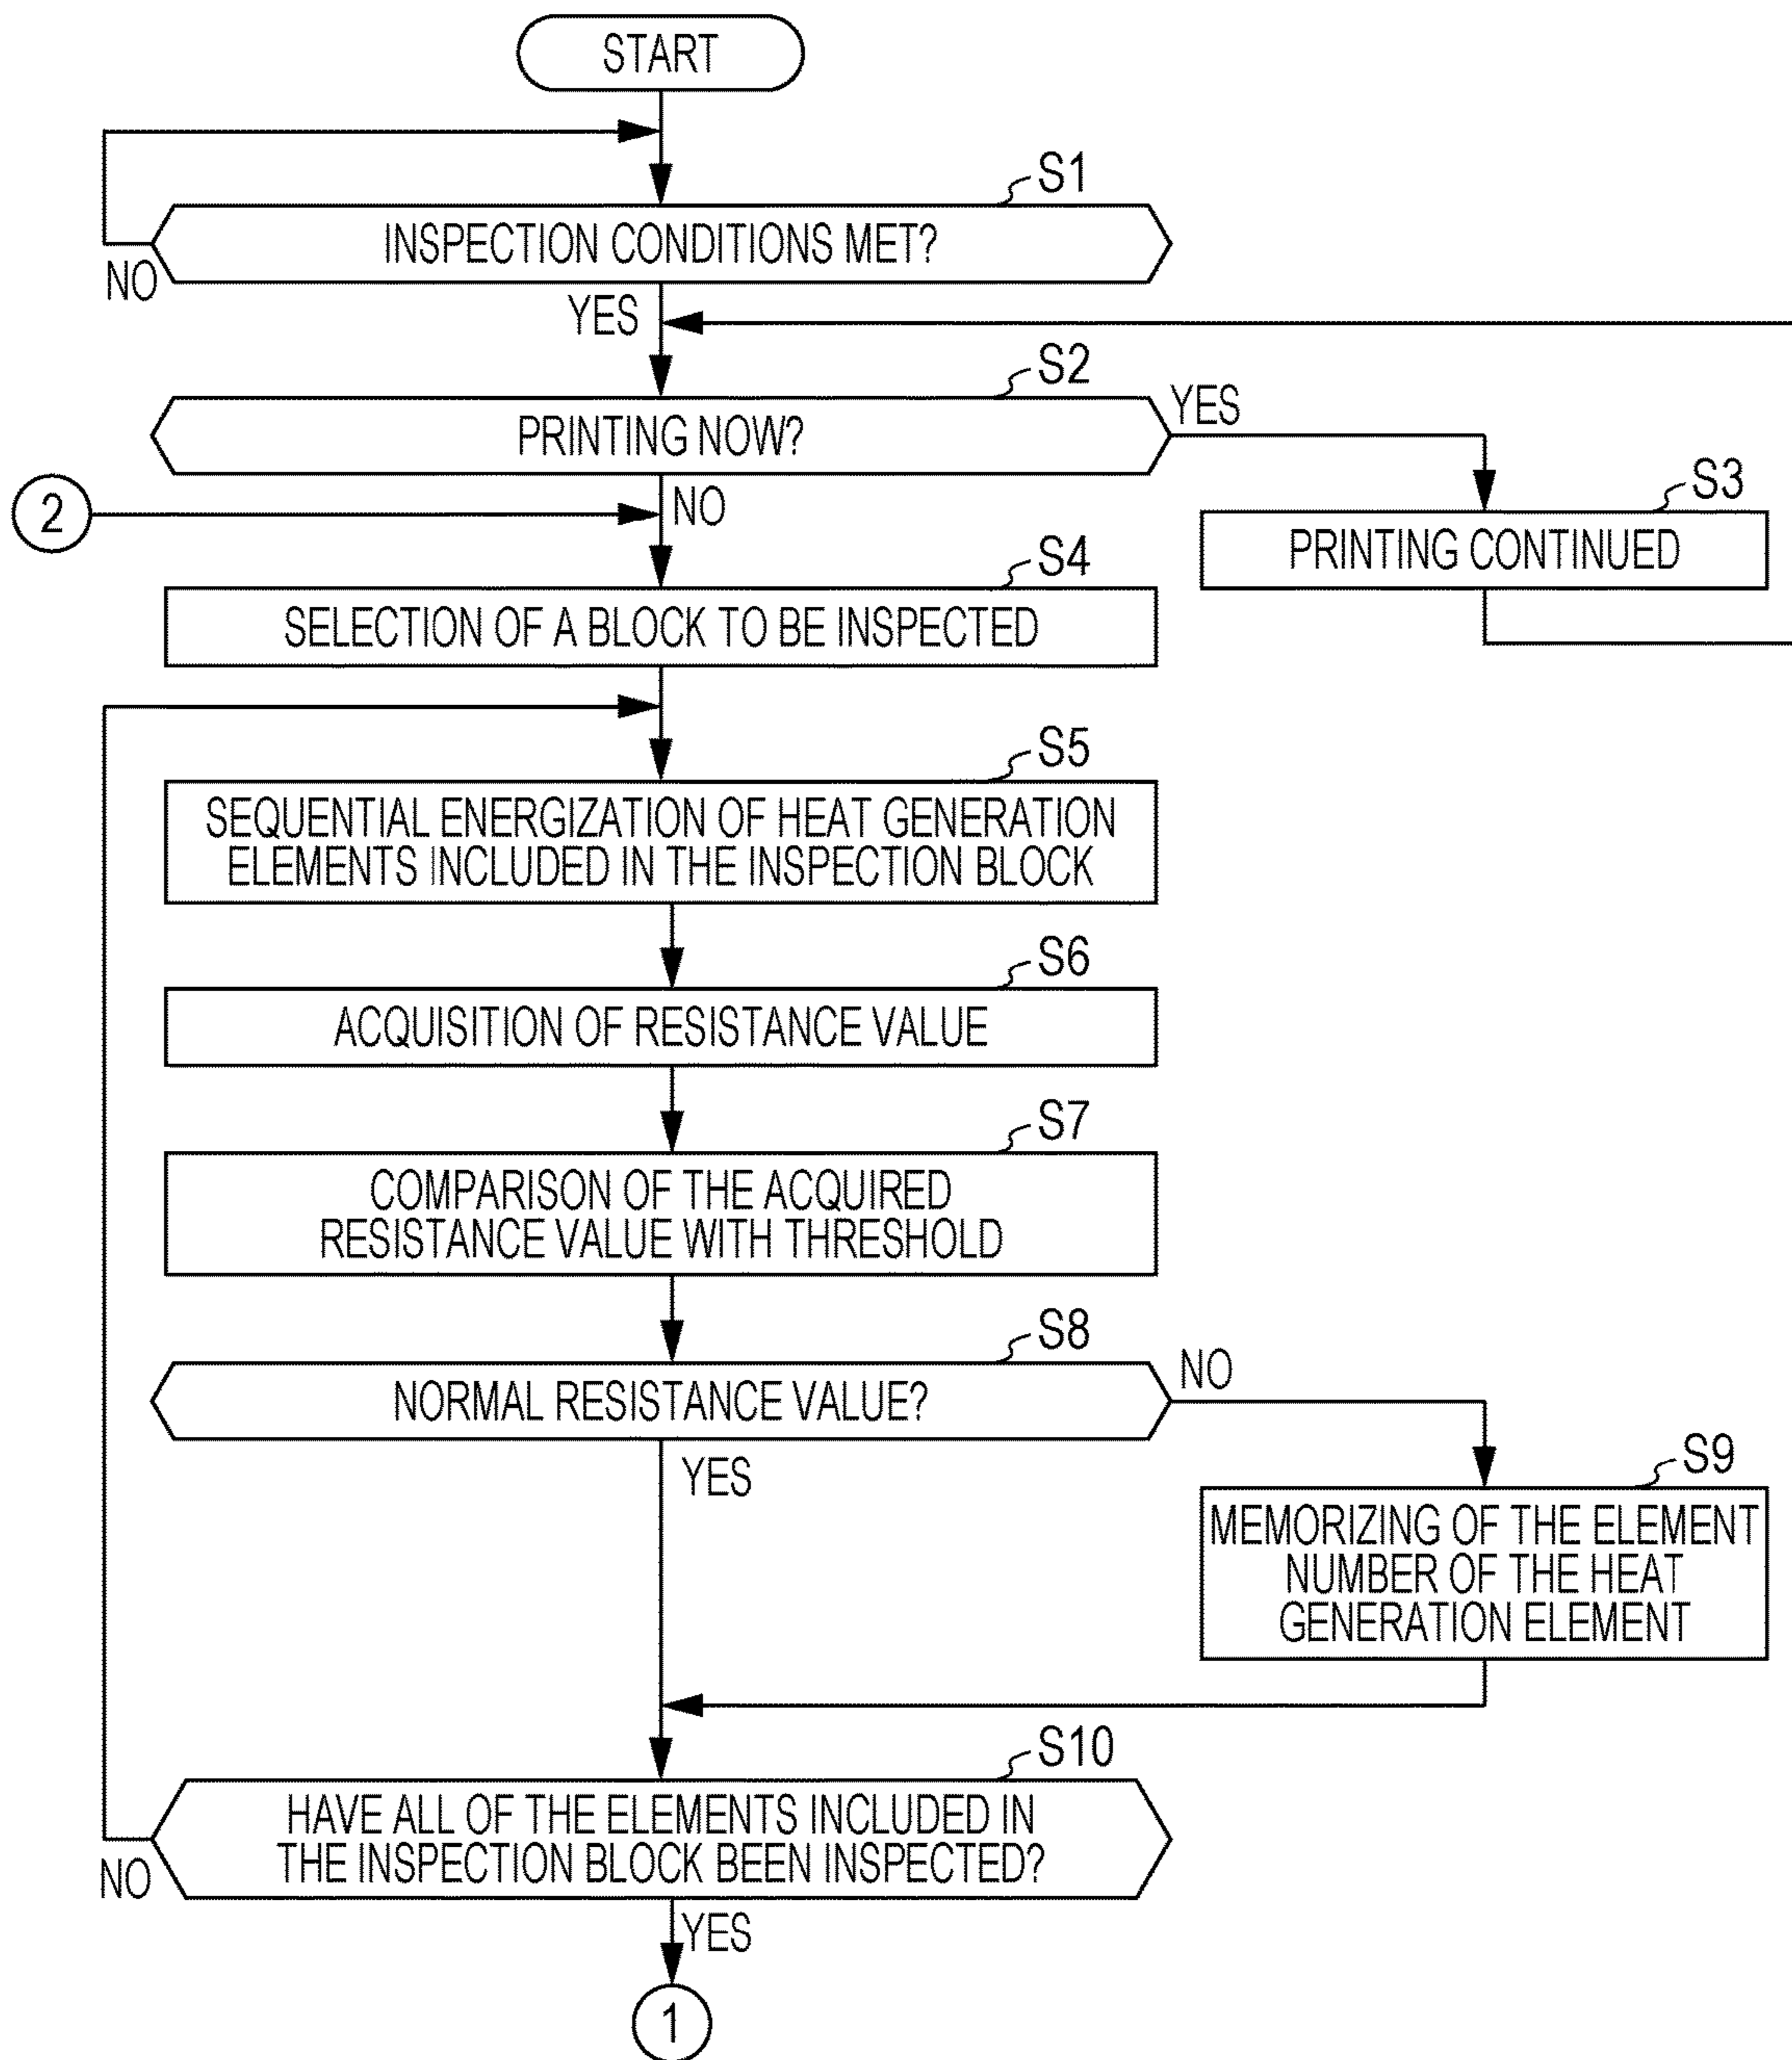 START
S1
INSPECTION CONDITIONS MET?
NO
YES
S2
PRINTING NOW?
YES
2
NO
S3
PRINTING CONTINUED
S4
SELECTION OF A BLOCK TO BE INSPECTED
S5
SEQUENTIAL ENERGIZATION OF HEAT GENERATION
ELEMENTS INCLUDED IN THE INSPECTION BLOCK
S6
ACQUISITION OF RESISTANCE VALUE
S7
COMPARISON OF THE ACQUIRED
RESISTANCE VALUE WITH THRESHOLD
S8
NORMAL RESISTANCE VALUE?
NO
YES
S9
MEMORIZING OF THE ELEMENT
NUMBER OF THE HEAT
GENERATION ELEMENT
S10
HAVE ALL OF THE ELEMENTS INCLUDED IN
THE INSPECTION BLOCK BEEN INSPECTED?
NO
YES
1